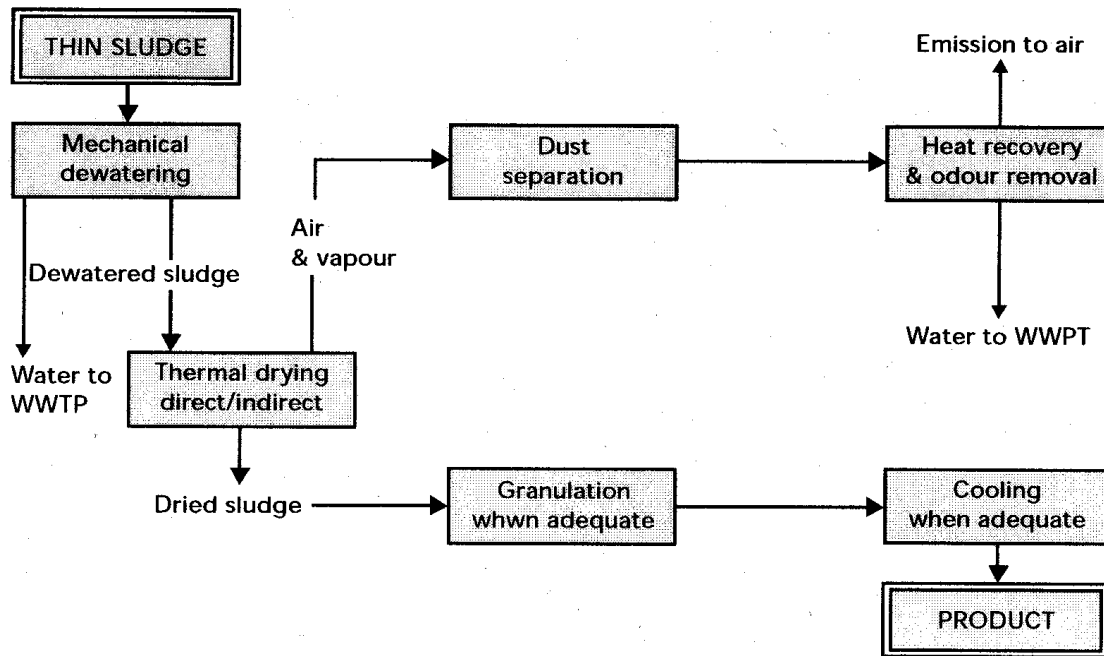 THIN SLUDGE
Emission to air
Mechanical
dewatering
Dust
separation
Heat recovery
& odour removal
Air
& vapour
Dewatered sludge
Water to WWPT
Water to
WWTP
Thermal drying
direct/indirect
Dried sludge
Granulation
whwn adequate
Cooling
when adequate
PRODUCT